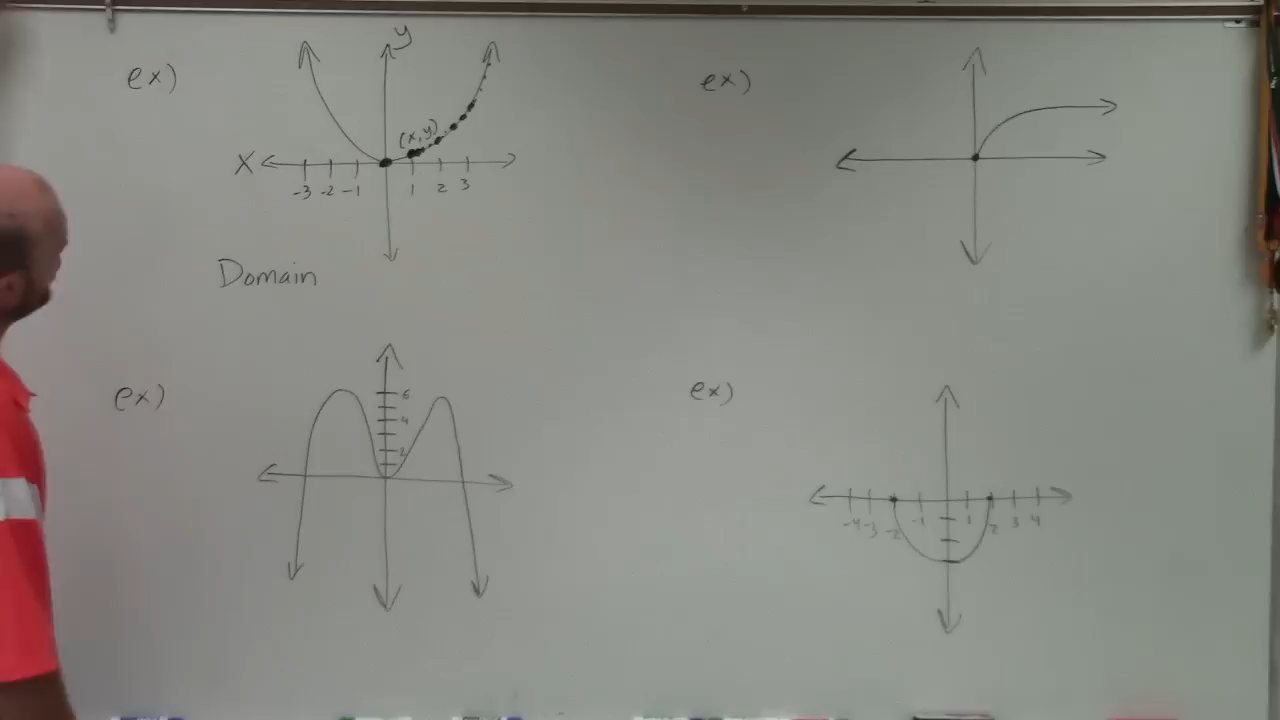 ex)
y
(x,y)
X
-3 -2 -1 1 2 3
Domain
ex)
ex)
6
4
2
ex)
-4 -3 -2 -1 1 2 3 4